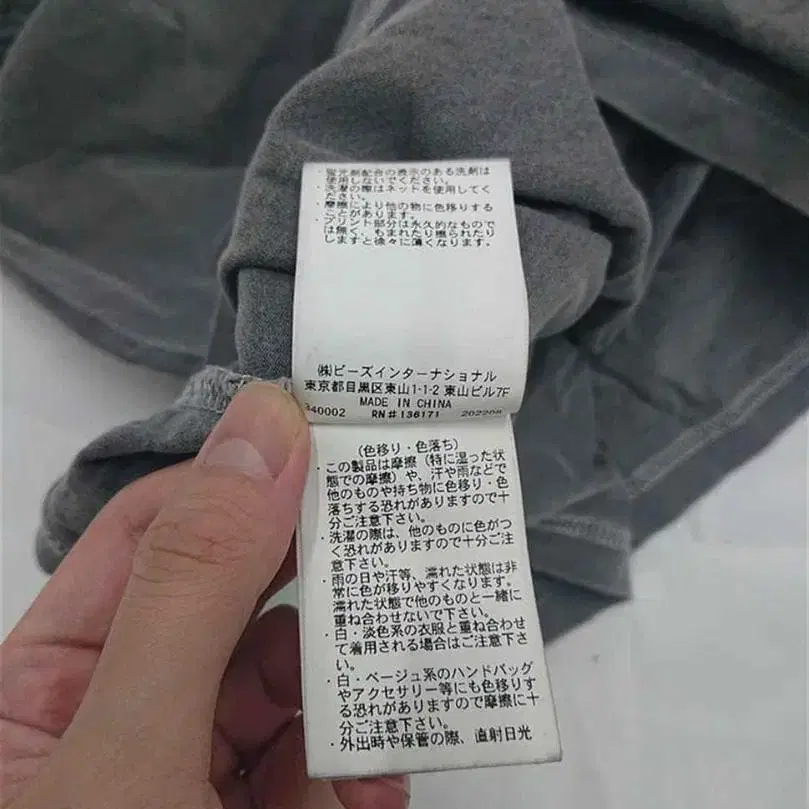 ・蛍光剤配合の表示のある洗剤は
使用しないでください。
・洗濯の際はネットを使用してく
ださい。
・摩擦により他の物に色移りする
ことがあります。
・プリント部分は永久的なもので
は無く、もまれたり擦られたり
しますと徐々に薄くなります。
㈱ビーズインターナショナル
東京都目黒区東山1-1-2 東山ビル7F
MADE IN CHINA
340002 RN#136171 202208
(色移り・色落ち)
・この製品は摩擦(特に湿った状
態での摩擦)や、汗や雨などで
他のものや持ち物に色移り・色
落ちする恐れがありますので十
分ご注意下さい。
・洗濯の際は、他のものに色がつ
く恐れがありますので十分ご注
意下さい。
・雨の日や汗等、濡れた状態は非
常に色が移りやすくなります。
濡れた状態で他のものと一緒に
重ね合わせないで下さい。
・白・淡色系の衣服と重ね合わせ
て着用される場合はご注意下さ
い。
・白・ベージュ系のハンドバッグ
やアクセサリー等にも色移りす
る恐れがありますので摩擦に十
分ご注意下さい。
・外出時や保管の際、直射日光